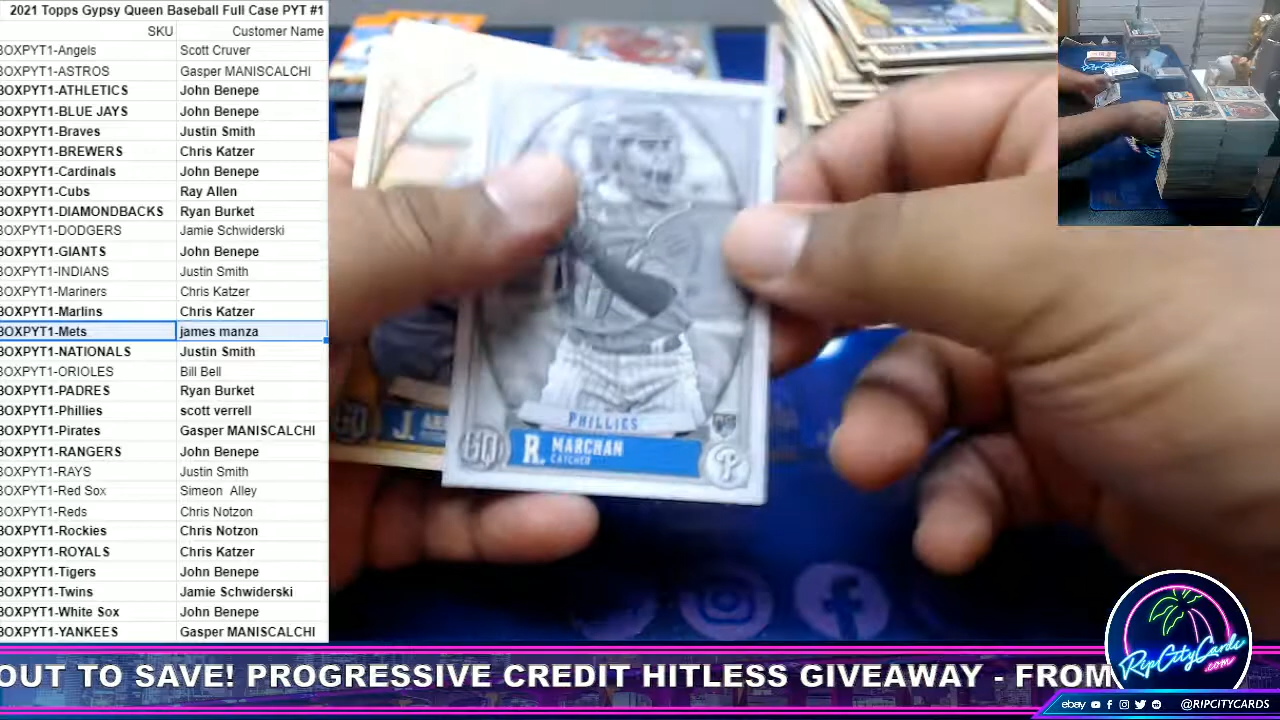 2021 Topps Gypsy Queen Baseball Full Case PYT #1
SKU Customer Name
BOXPYT1-Angels Scott Cruver
BOXPYT1-ASTROS Gasper MANISCALCHI
BOXPYT1-ATHLETICS John Benepe
BOXPYT1-BLUE JAYS John Benepe
BOXPYT1-Braves Justin Smith
BOXPYT1-BREWERS Chris Katzer
BOXPYT1-Cardinals John Benepe
BOXPYT1-Cubs Ray Allen
BOXPYT1-DIAMONDBACKS Ryan Burket
BOXPYT1-DODGERS Jamie Schwiderski
BOXPYT1-GIANTS John Benepe
BOXPYT1-INDIANS Justin Smith
BOXPYT1-Mariners Chris Katzer
BOXPYT1-Marlins Chris Katzer
BOXPYT1-Mets james manza
BOXPYT1-NATIONALS Justin Smith
BOXPYT1-ORIOLES Bill Bell
BOXPYT1-PADRES Ryan Burket
BOXPYT1-Phillies scott verrell
BOXPYT1-Pirates Gasper MANISCALCHI
BOXPYT1-RANGERS John Benepe
BOXPYT1-RAYS Justin Smith
BOXPYT1-Red Sox Simeon Alley
BOXPYT1-Reds Chris Notzon
BOXPYT1-Rockies Chris Notzon
BOXPYT1-ROYALS Chris Katzer
BOXPYT1-Tigers John Benepe
BOXPYT1-Twins Jamie Schwiderski
BOXPYT1-White Sox John Benepe
BOXPYT1-YANKEES Gasper MANISCALCHI
PHILLIES
GQ R. MARCHAN
CATCHER
P
J.
OUT TO SAVE! PROGRESSIVE CREDIT HITLESS GIVEAWAY - FROM
RipCityCards
.com
ebay @RIPCITYCARDS